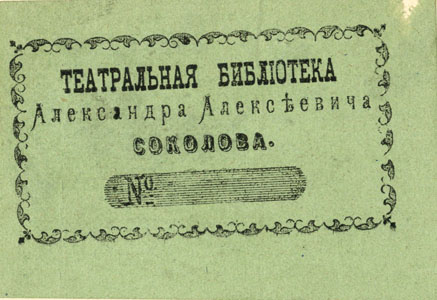 ТЕАТРАЛЬНАЯ БИБЛІОТЕКА
Александра Алексѣевича
СОКОЛОВА.
№